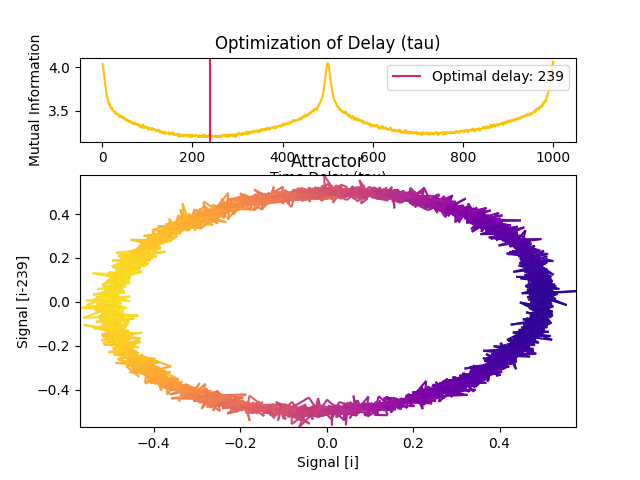 Optimization of Delay (tau)
Mutual Information
4.0
3.5
Optimal delay: 239
0
200
400
600
800
1000
Time Delay (tau)
Attractor
Signal [i-239]
0.4
0.2
0.0
−0.2
−0.4
−0.4
−0.2
0.0
0.2
0.4
Signal [i]